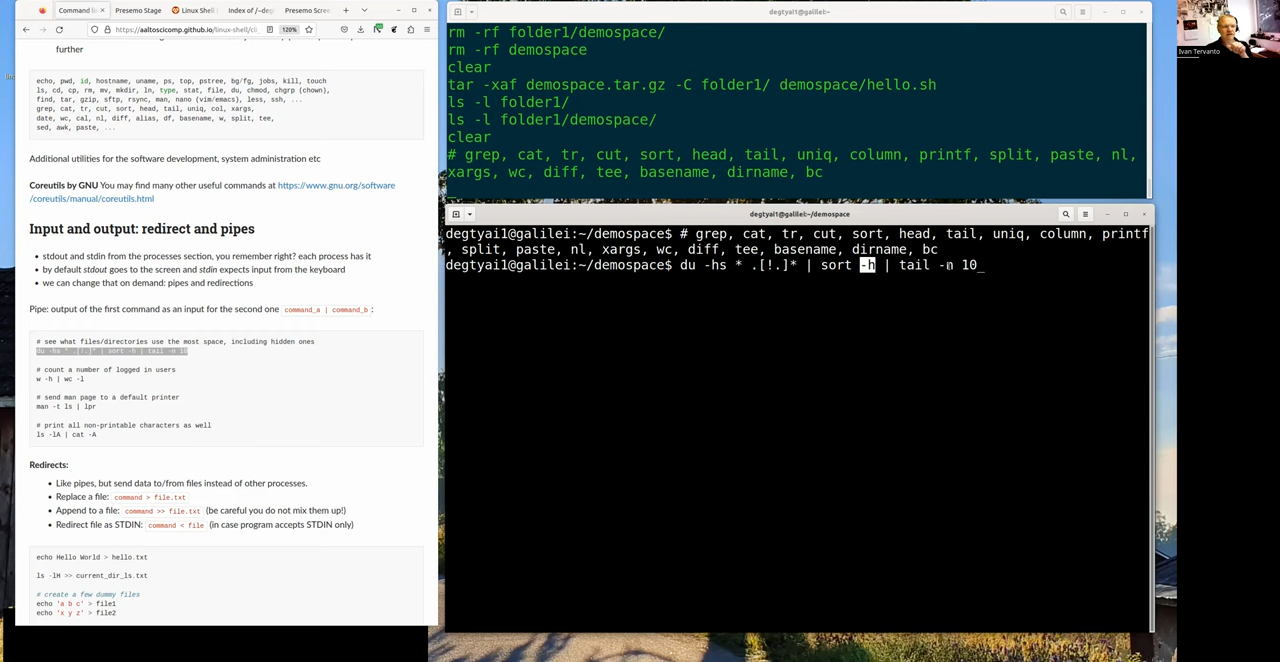 Command li
Presemo Stage
Linux Shell
Index of /~deg
Presemo Scree
https://aaltoscicomp.github.io/linux-shell/cli_
120%
further
echo, pwd, id, hostname, uname, ps, top, pstree, bg/fg, jobs, kill, touch
ls, cd, cp, rm, mv, mkdir, ln, type, stat, file, du, chmod, chgrp (chown),
find, tar, gzip, sftp, rsync, man, nano (vim/emacs), less, ssh, ...
grep, cat, tr, cut, sort, head, tail, uniq, col, xargs,
date, wc, cal, nl, diff, alias, df, basename, w, split, tee,
sed, awk, paste, ...
Additional utilities for the software development, system administration etc
Coreutils by GNU You may find many other useful commands at https://www.gnu.org/software
/coreutils/manual/coreutils.html
Input and output: redirect and pipes
stdout and stdin from the processes section, you remember right? each process has it
by default stdout goes to the screen and stdin expects input from the keyboard
we can change that on demand: pipes and redirections
Pipe: output of the first command as an input for the second one command_a | command_b :
# see what files/directories use the most space, including hidden ones
du -hs * .[!.]* | sort -h | tail -n 10
# count a number of logged in users
w -h | wc -l
# send man page to a default printer
man -t ls | lpr
# print all non-printable characters as well
ls -lA | cat -A
Redirects:
Like pipes, but send data to/from files instead of other processes.
Replace a file: command > file.txt
Append to a file: command >> file.txt (be careful you do not mix them up!)
Redirect file as STDIN: command < file (in case program accepts STDIN only)
echo Hello World > hello.txt
ls -lH >> current_dir_ls.txt
# create a few dummy files
echo 'a b c' > file1
echo 'x y z' > file2
degtyai1@galilei:~
rm -rf folder1/demospace/
rm -rf demospace
clear
tar -xaf demospace.tar.gz -C folder1/ demospace/hello.sh
ls -l folder1/
ls -l folder1/demospace/
clear
# grep, cat, tr, cut, sort, head, tail, uniq, column, printf, split, paste, nl,
xargs, wc, diff, tee, basename, dirname, bc
degtyai1@galilei:~/demospace
degtyai1@galilei:~/demospace$ # grep, cat, tr, cut, sort, head, tail, uniq, column, printf
, split, paste, nl, xargs, wc, diff, tee, basename, dirname, bc
degtyai1@galilei:~/demospace$ du -hs * .[!.]* | sort -h | tail -n 10_
Ivan Tervanto